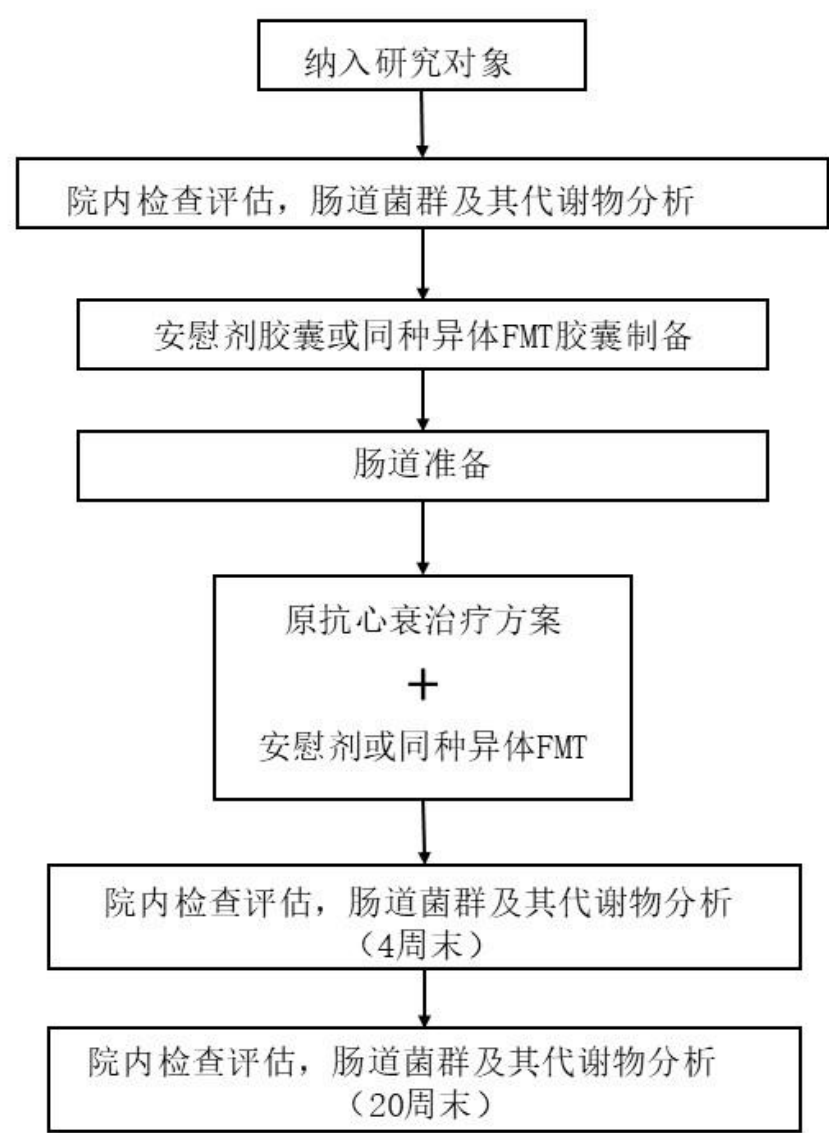 纳入研究对象
院内检查评估，肠道菌群及其代谢物分析
安慰剂胶囊或同种异体FMT胶囊制备
肠道准备
原抗心衰治疗方案
+
安慰剂或同种异体FMT
院内检查评估，肠道菌群及其代谢物分析
（4周末）
院内检查评估，肠道菌群及其代谢物分析
（20周末）